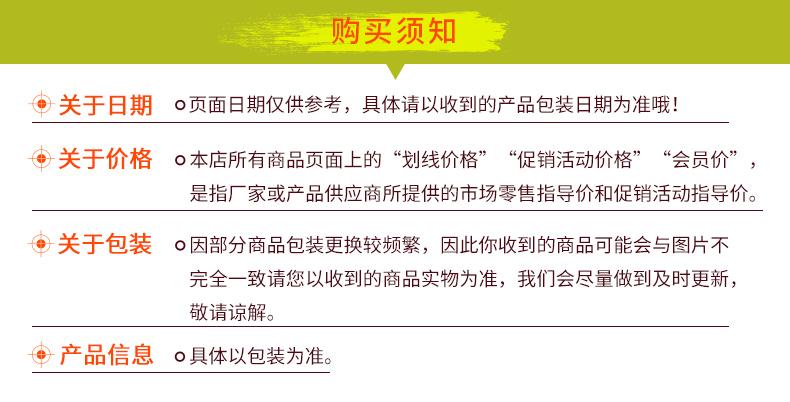 购买须知
关于日期 页面日期仅供参考，具体请以收到的产品包装日期为准哦！
关于价格 本店所有商品页面上的“划线价格”“促销活动价格”“会员价”，
是指厂家或产品供应商所提供的市场零售指导价和促销活动指导价。
关于包装 因部分商品包装更换较频繁，因此你收到的商品可能会与图片不
完全一致请您以收到的商品实物为准，我们会尽量做到及时更新，
敬请谅解。
产品信息 具体以包装为准。